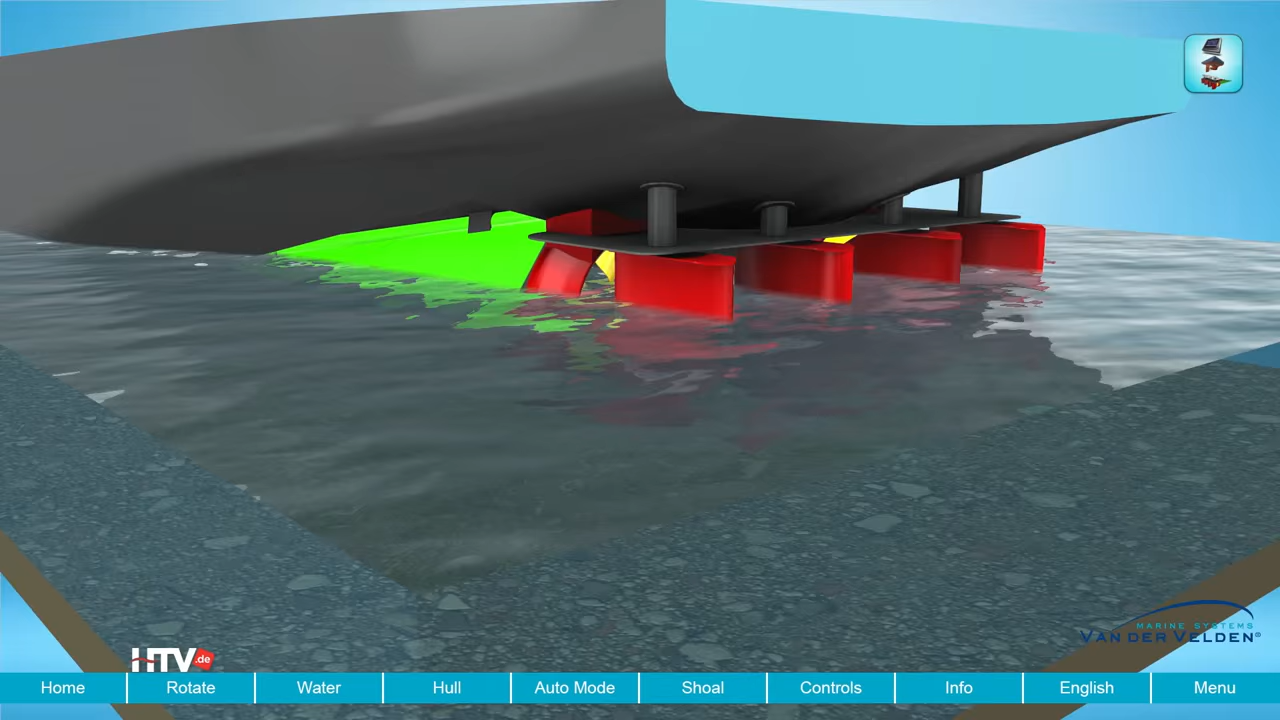 MARINE SYSTEMS
VAN DER VELDEN®
HTV.de
Home Rotate Water Hull Auto Mode Shoal Controls Info English Menu